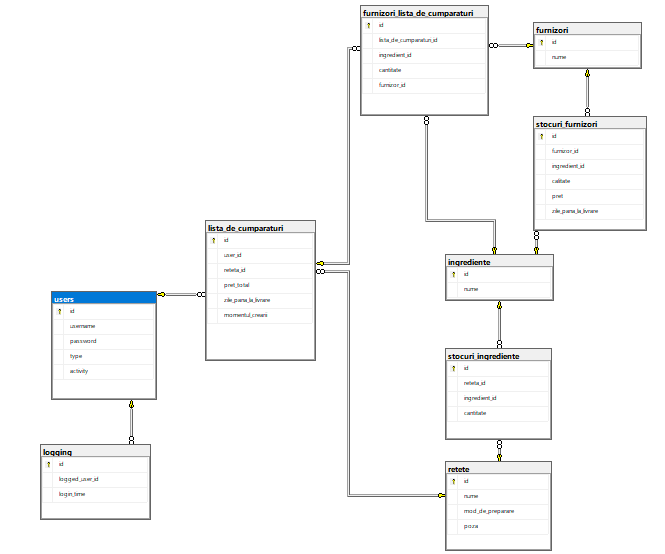 furnizori_lista_de_cumparaturi
id
lista_de_cumparaturi_id
ingredient_id
cantitate
furnizor_id
furnizori
id
nume
stocuri_furnizori
id
furnizor_id
ingredient_id
calitate
pret
zile_pana_la_livrare
lista_de_cumparaturi
id
user_id
reteta_id
pret_total
zile_pana_la_livrare
momentul_crearii
ingrediente
id
nume
users
id
username
password
type
activity
stocuri_ingrediente
id
reteta_id
ingredient_id
cantitate
logging
id
logged_user_id
login_time
retete
id
nume
mod_de_preparare
poza